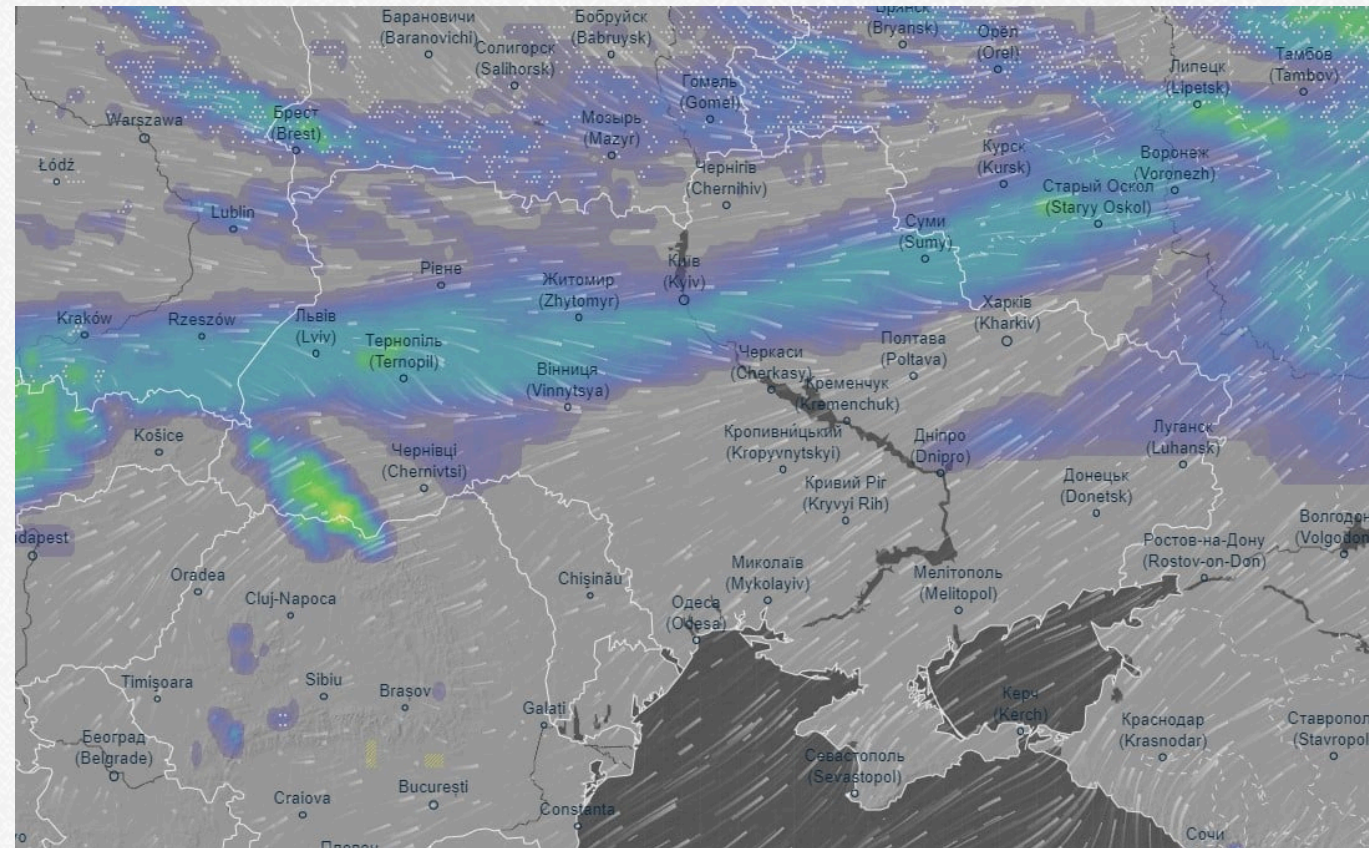 Барановичи
(Baranovichi)
Бобруйск
(Babruysk)
Брянск
(Bryansk)
Орёл
(Orel)
Солигорск
(Salihorsk)
Тамбов
(Tambov)
Липецк
(Lipetsk)
Гомель
(Gomel)
Warszawa
Брест
(Brest)
Мозырь
(Mazyr)
Łódź
Чернігів
(Chernihiv)
Курск
(Kursk)
Воронеж
(Voronezh)
Старый Оскол
(Staryy Oskol)
Lublin
Суми
(Sumy)
Рівне
Київ
(Kyiv)
Житомир
(Zhytomyr)
Kraków
Rzeszów
Львів
(Lviv)
Харків
(Kharkiv)
Тернопіль
(Ternopil)
Полтава
(Poltava)
Черкаси
(Cherkasy)
Вінниця
(Vinnytsya)
Кременчук
(Kremenchuk)
Košice
Чернівці
(Chernivtsi)
Кропивницький
(Kropyvnytskyi)
Дніпро
(Dnipro)
Луганск
(Luhansk)
Кривий Ріг
(Kryvyi Rih)
Донецьк
(Donetsk)
Волгодон
(Volgodon
dapest
Ростов-на-Дону
(Rostov-on-Don)
Oradea
Chișinău
Миколаїв
(Mykolayiv)
Мелітополь
(Melitopol)
Cluj-Napoca
Одеса
(Odesa)
Timișoara
Sibiu
Brașov
Galați
Керч
(Kerch)
Краснодар
(Krasnodar)
Ставропол
(Stavropol
Београд
(Belgrade)
Севастополь
(Sevastopol)
Craiova
București
Constanta
Сочи